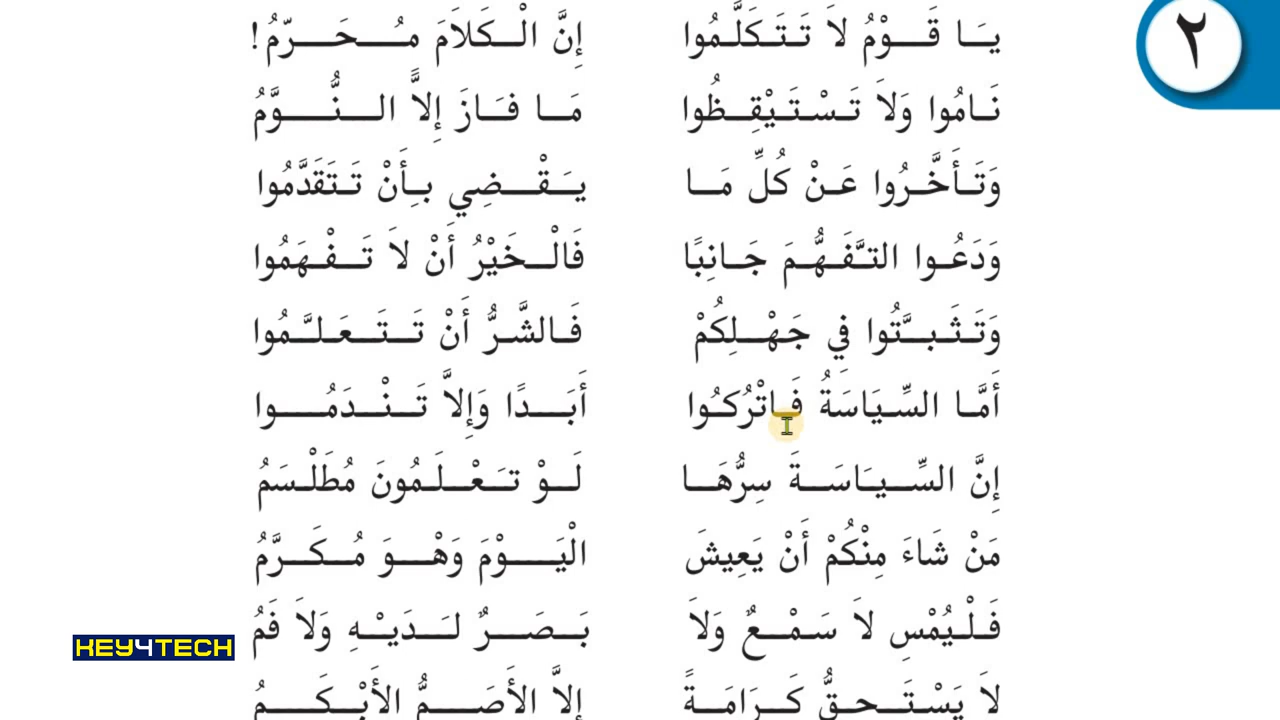 ٢
يَا قَوْمُ لاَ تَتَكَلَّمُوا إِنَّ الْكَلاَمَ مُحَرَّمُ!
نَامُوا وَلاَ تَسْتَيْقِظُوا مَا فَازَ إِلاَّ النُّوَّمُ
وَتَأَخَّرُوا عَنْ كُلِّ مَا يَقْضِي بِأَنْ تَتَقَدَّمُوا
وَدَعُوا التَّفَهُّمَ جَانِبًا فَالْخَيْرُ أَنْ لاَ تَفْهَمُوا
وَتَثَبَّتُوا فِي جَهْلِكُمْ فَالشَّرُّ أَنْ تَتَعَلَّمُوا
أَمَّا السِّيَاسَةُ فَاتْرُكُوا أَبَدًا وَإِلاَّ تَنْدَمُوا
إِنَّ السِّيَاسَةَ سِرُّهَا لَوْ تَعْلَمُونَ مُطَلْسَمُ
مَنْ شَاءَ مِنْكُمْ أَنْ يَعِيشَ الْيَوْمَ وَهْوَ مُكَرَّمُ
فَلْيُمْسِ لاَ سَمْعٌ وَلاَ بَصَرٌ لَدَيْهِ وَلاَ فَمُ
لاَ يَسْتَحِقُّ كَرَامَةً إِلاَّ الأَصَمُّ الأَبْكَمُ
KEY4TECH